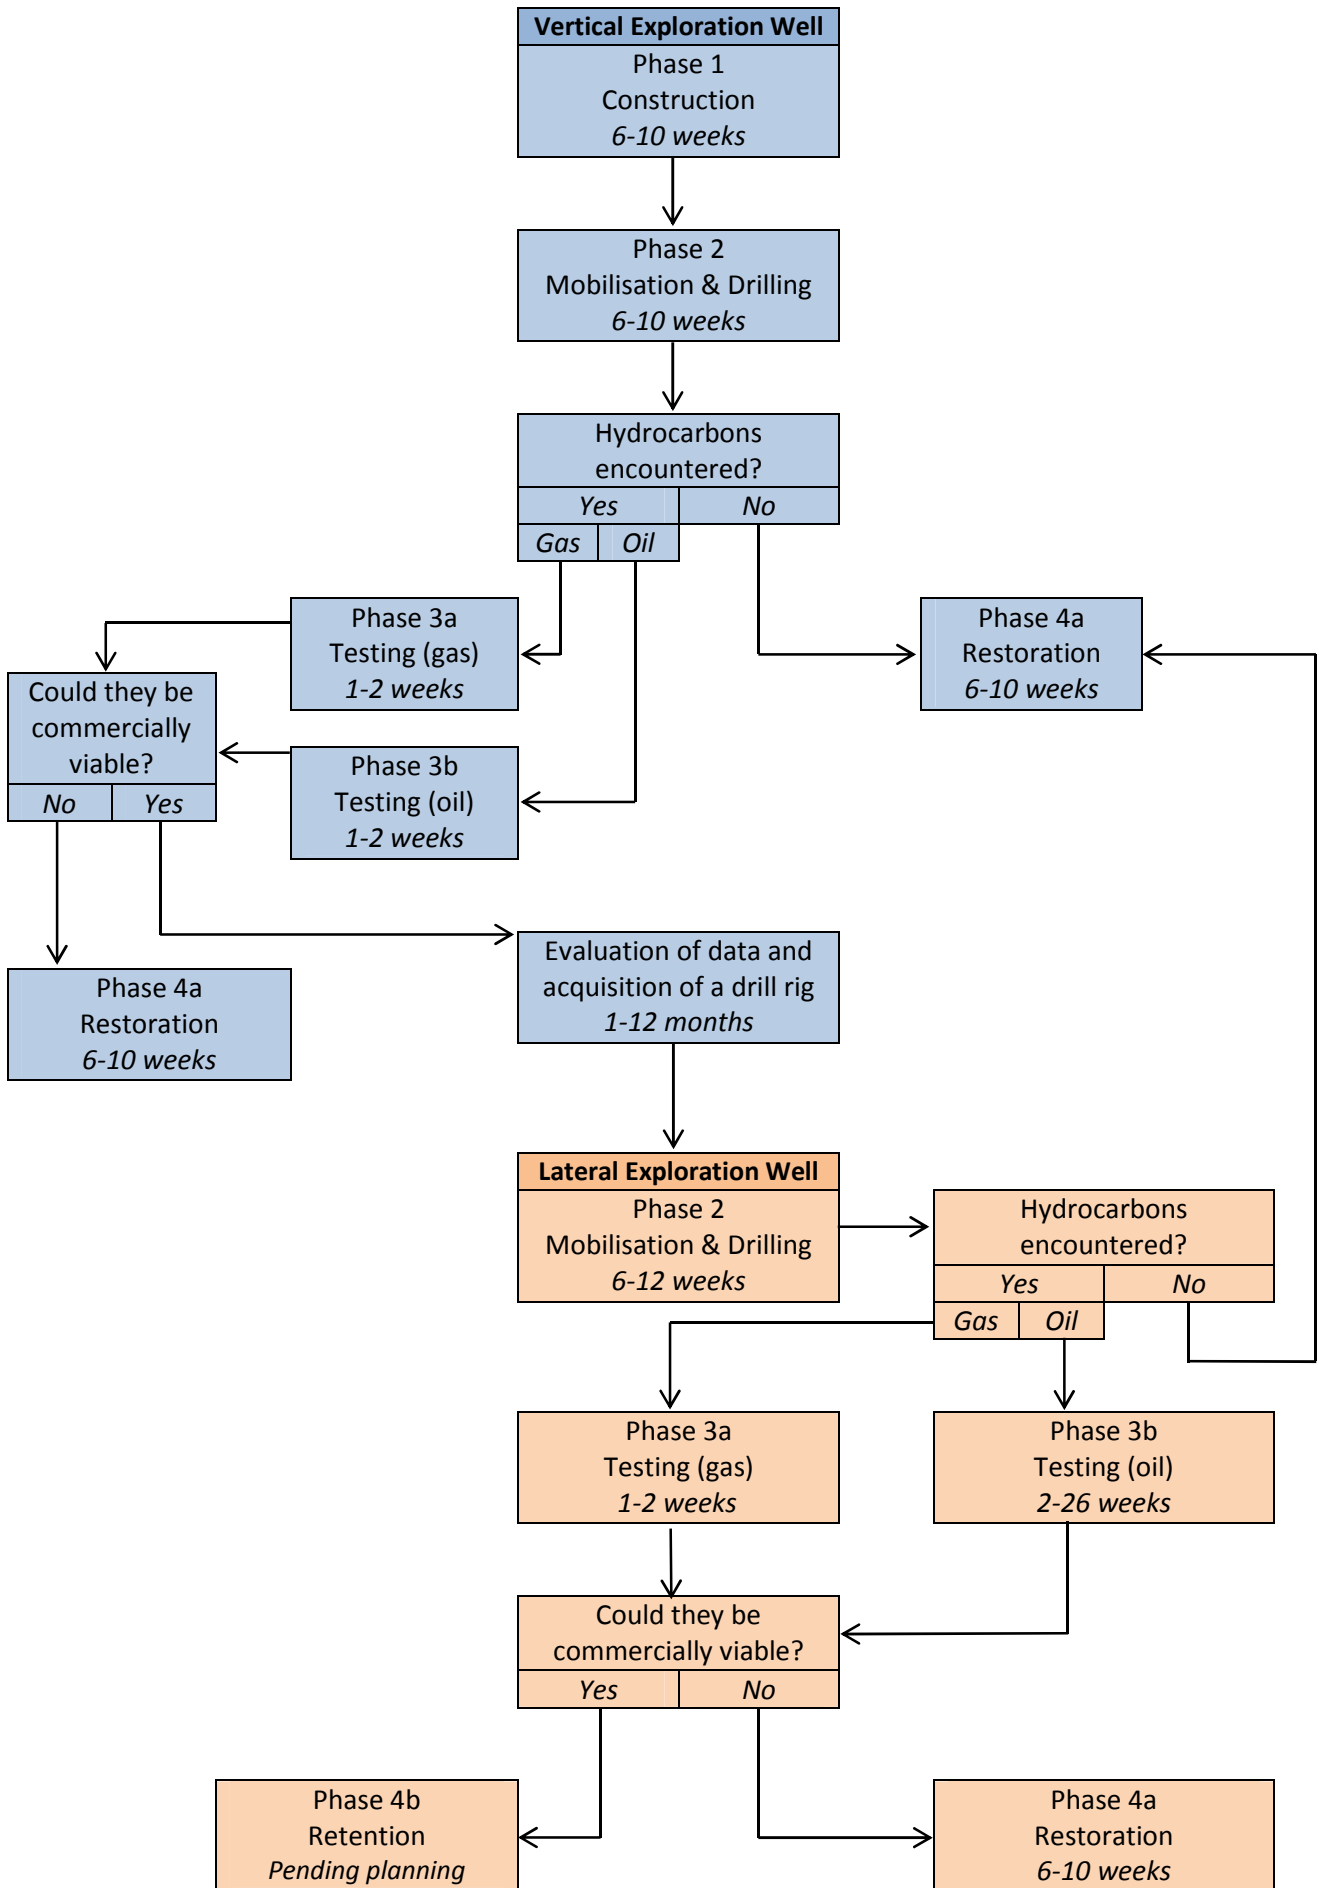 Vertical Exploration Well
Phase 1
Construction
6-10 weeks
Phase 2
Mobilisation & Drilling
6-10 weeks
Hydrocarbons
encountered?
Yes
No
Gas
Oil
Phase 3a
Testing (gas)
1-2 weeks
Phase 4a
Restoration
6-10 weeks
Could they be
commercially
viable?
No
Yes
Phase 3b
Testing (oil)
1-2 weeks
Phase 4a
Restoration
6-10 weeks
Evaluation of data and
acquisition of a drill rig
1-12 months
Lateral Exploration Well
Phase 2
Mobilisation & Drilling
6-12 weeks
Hydrocarbons
encountered?
Yes
No
Gas
Oil
Phase 3a
Testing (gas)
1-2 weeks
Phase 3b
Testing (oil)
2-26 weeks
Could they be
commercially viable?
Yes
No
Phase 4b
Retention
Pending planning
Phase 4a
Restoration
6-10 weeks